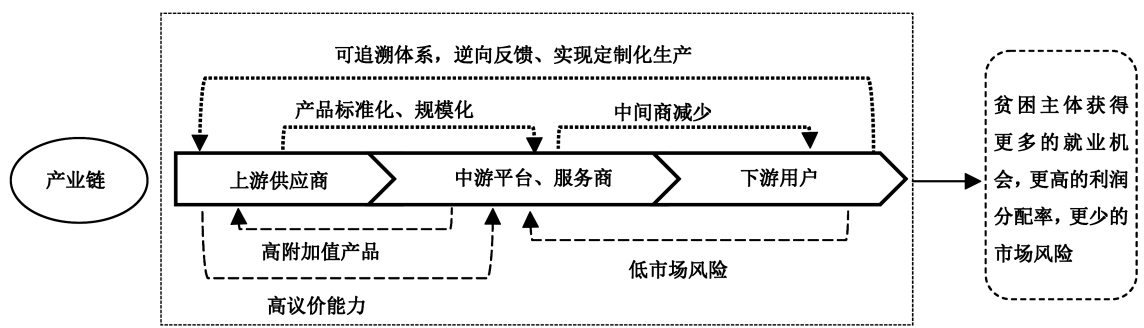 可追溯体系，逆向反馈、实现定制化生产
产品标准化、规模化
中间商减少
产业链
上游供应商
中游平台、服务商
下游用户
高附加值产品
低市场风险
高议价能力
贫困主体获得
更多的就业机
会，更高的利润
分配率，更少的
市场风险